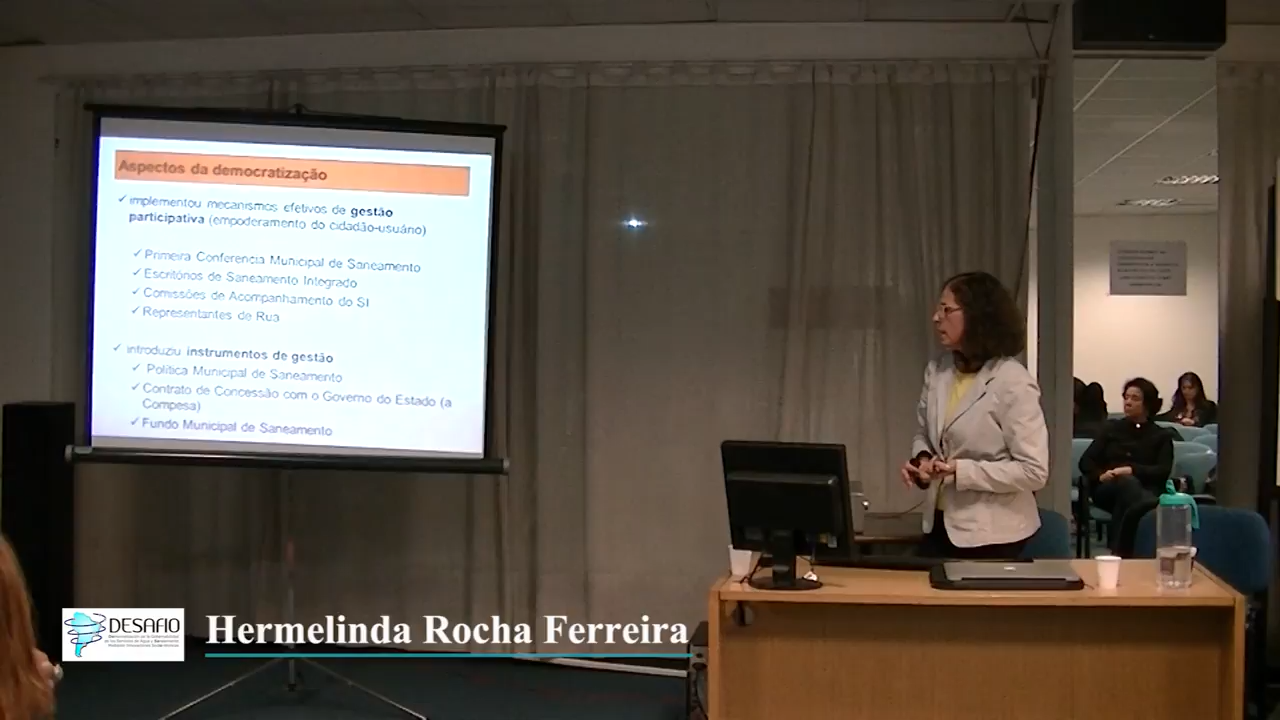 Aspectos da democratização
✓ implementou mecanismos efetivos de gestão
participativa (empoderamento do cidadão-usuário)
✓ Primeira Conferencia Municipal de Saneamento
✓ Escritórios de Saneamento Integrado
✓ Comissões de Acompanhamento do SI
✓ Representantes de Rua
✓ introduziu instrumentos de gestão
✓ Política Municipal de Saneamento
✓ Contrato de Concessão com o Governo do Estado (a
Compesa)
✓ Fundo Municipal de Saneamento
DESAFIO
Hermelinda Rocha Ferreira